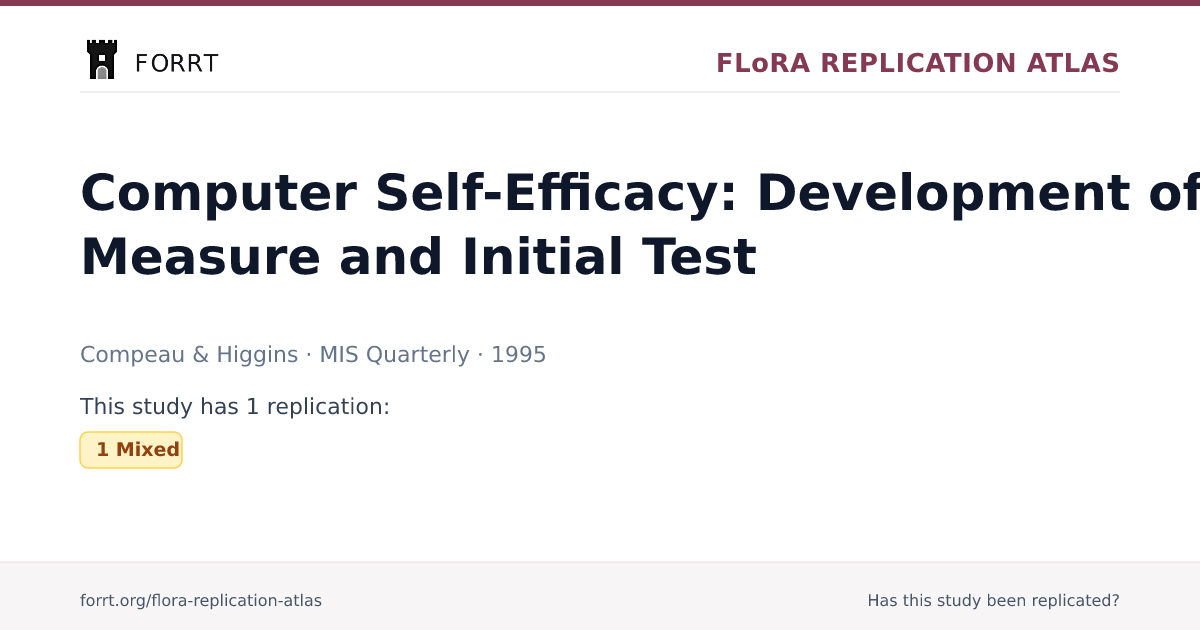 FORRT
FLoRA REPLICATION ATLAS
Computer Self-Efficacy: Development of
Measure and Initial Test
Compeau & Higgins · MIS Quarterly · 1995
This study has 1 replication:
1 Mixed
forrt.org/flora-replication-atlas
Has this study been replicated?